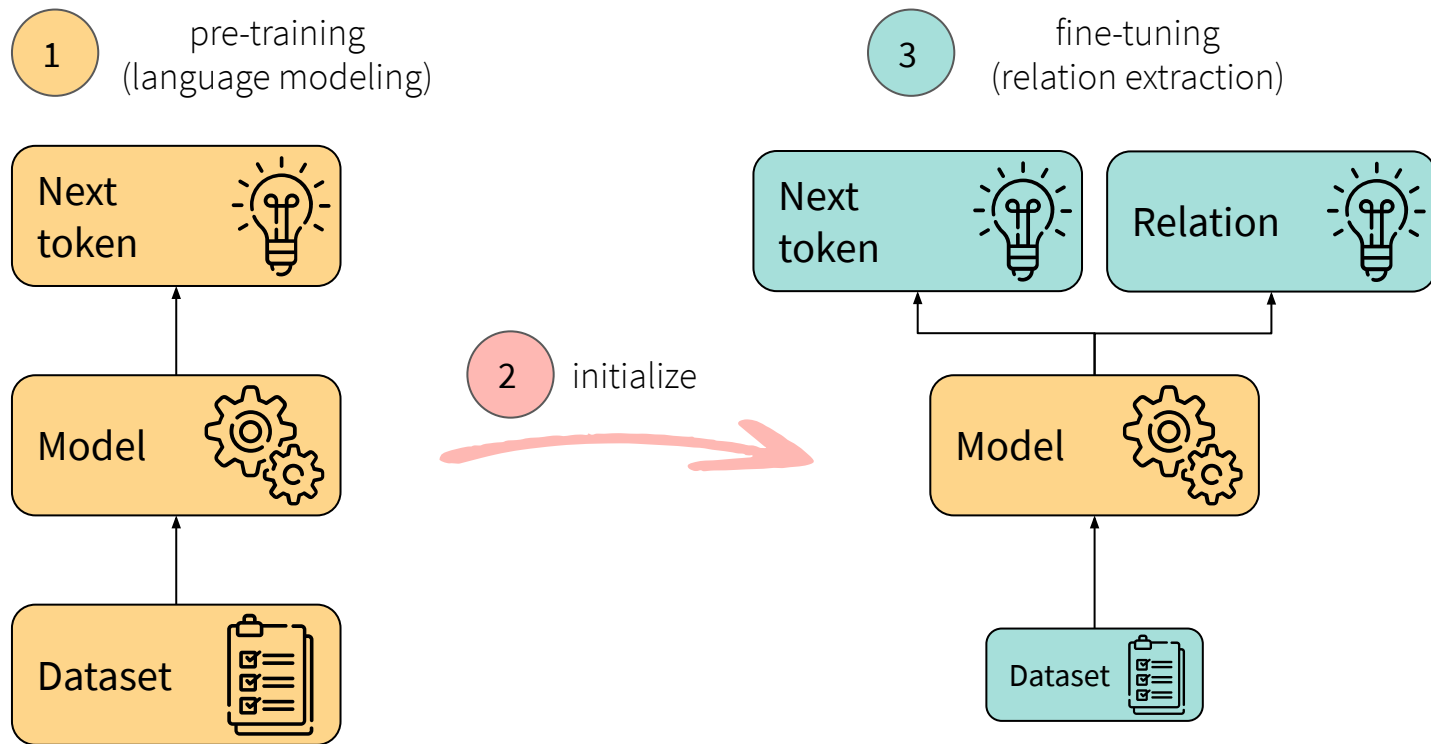 1
pre-training
(language modeling)
Next
token
Model
Dataset
2
initialize
3
fine-tuning
(relation extraction)
Next
token
Relation
Model
Dataset